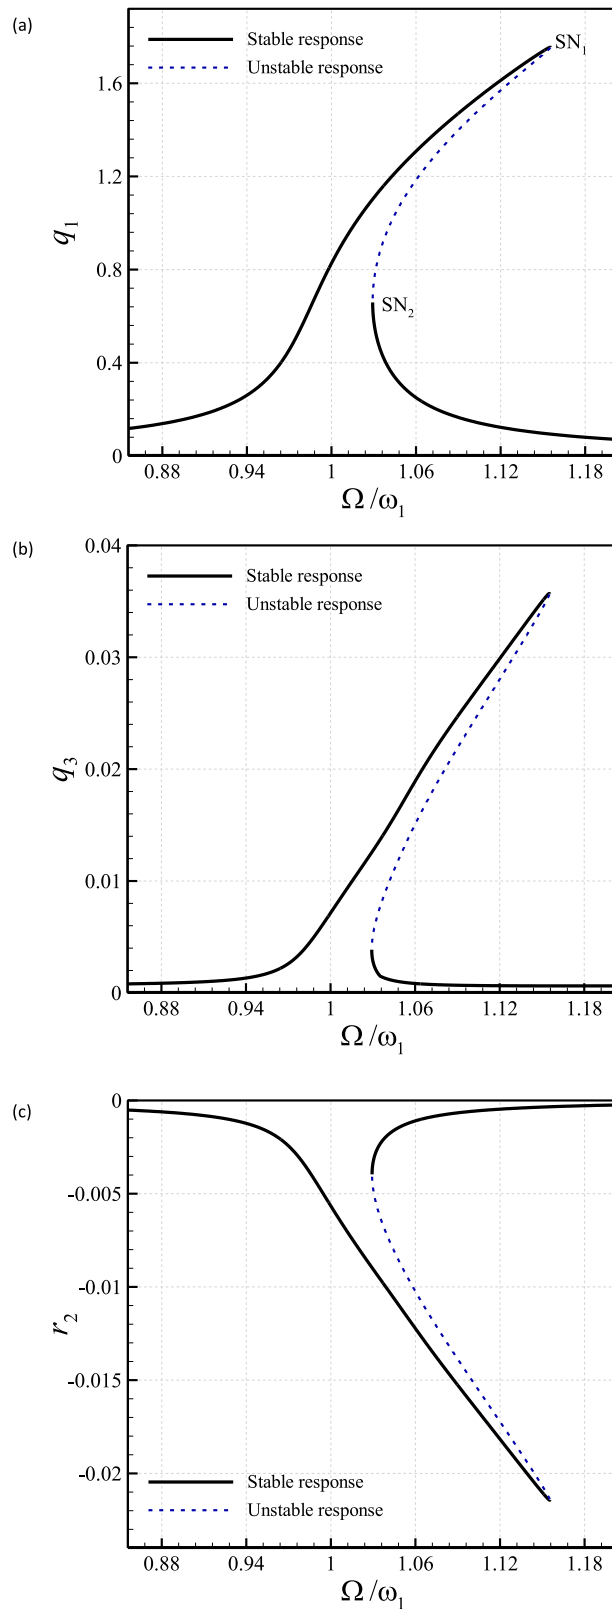 (a)
Stable response
Unstable response
SN₁
SN₂
q₁
1.6
1.2
0.8
0.4
0
0.88 0.94 1 1.06 1.12 1.18
Ω/ω₁
(b)
Stable response
Unstable response
q₃
0.04
0.03
0.02
0.01
0
0.88 0.94 1 1.06 1.12 1.18
Ω/ω₁
(c)
Stable response
Unstable response
r₂
0
-0.005
-0.01
-0.015
-0.02
0.88 0.94 1 1.06 1.12 1.18
Ω/ω₁